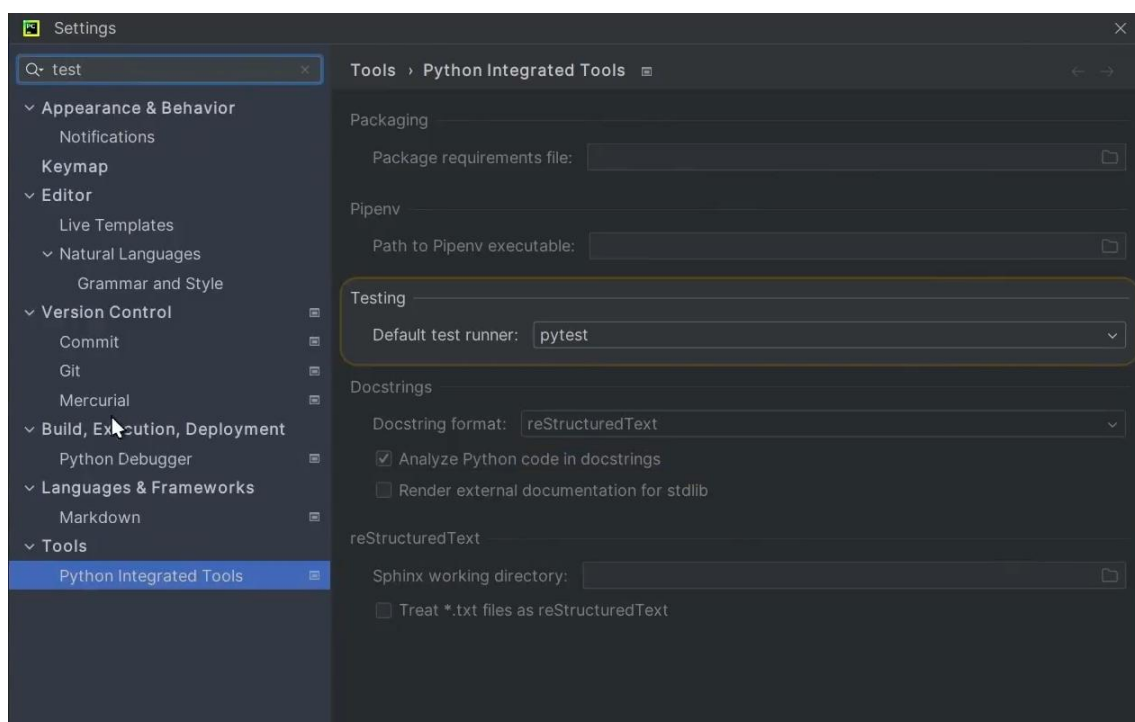 PC
Settings
test
Appearance & Behavior
Notifications
Keymap
Editor
Live Templates
Natural Languages
Grammar and Style
Version Control
Commit
Git
Mercurial
Build, Execution, Deployment
Python Debugger
Languages & Frameworks
Markdown
Tools
Python Integrated Tools
Tools › Python Integrated Tools
Packaging
Package requirements file:
Pipenv
Path to Pipenv executable:
Testing
Default test runner: pytest
Docstrings
Docstring format: reStructuredText
Analyze Python code in docstrings
Render external documentation for stdlib
reStructuredText
Sphinx working directory:
Treat *.txt files as reStructuredText